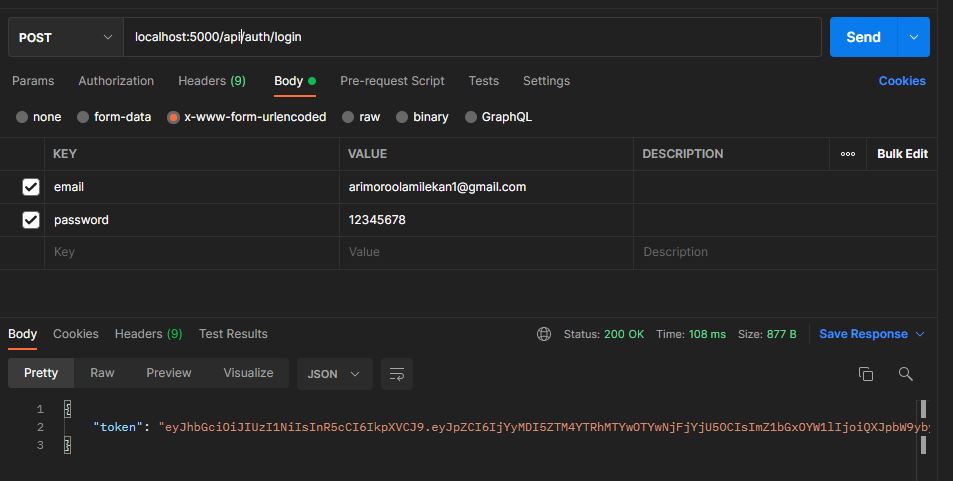 POST localhost:5000/api/auth/login Send
Params Authorization Headers (9) Body Pre-request Script Tests Settings Cookies
none form-data x-www-form-urlencoded raw binary GraphQL
KEY VALUE DESCRIPTION ooo Bulk Edit
email arimoroolamilekan1@gmail.com
password 12345678
Key Value Description
Body Cookies Headers (9) Test Results Status: 200 OK Time: 108 ms Size: 877 B Save Response
Pretty Raw Preview Visualize JSON
1 {
2 "token": "eyJhbGciOiJIUzI1NiIsInR5cCI6IkpXVCJ9.eyJpZCI6IjYyMDI5ZTM4YTRhMTYwOTYwNjFjYjU5OCIsImZ1bGxOYW1lIjoiQXJpbW9yby
3 }